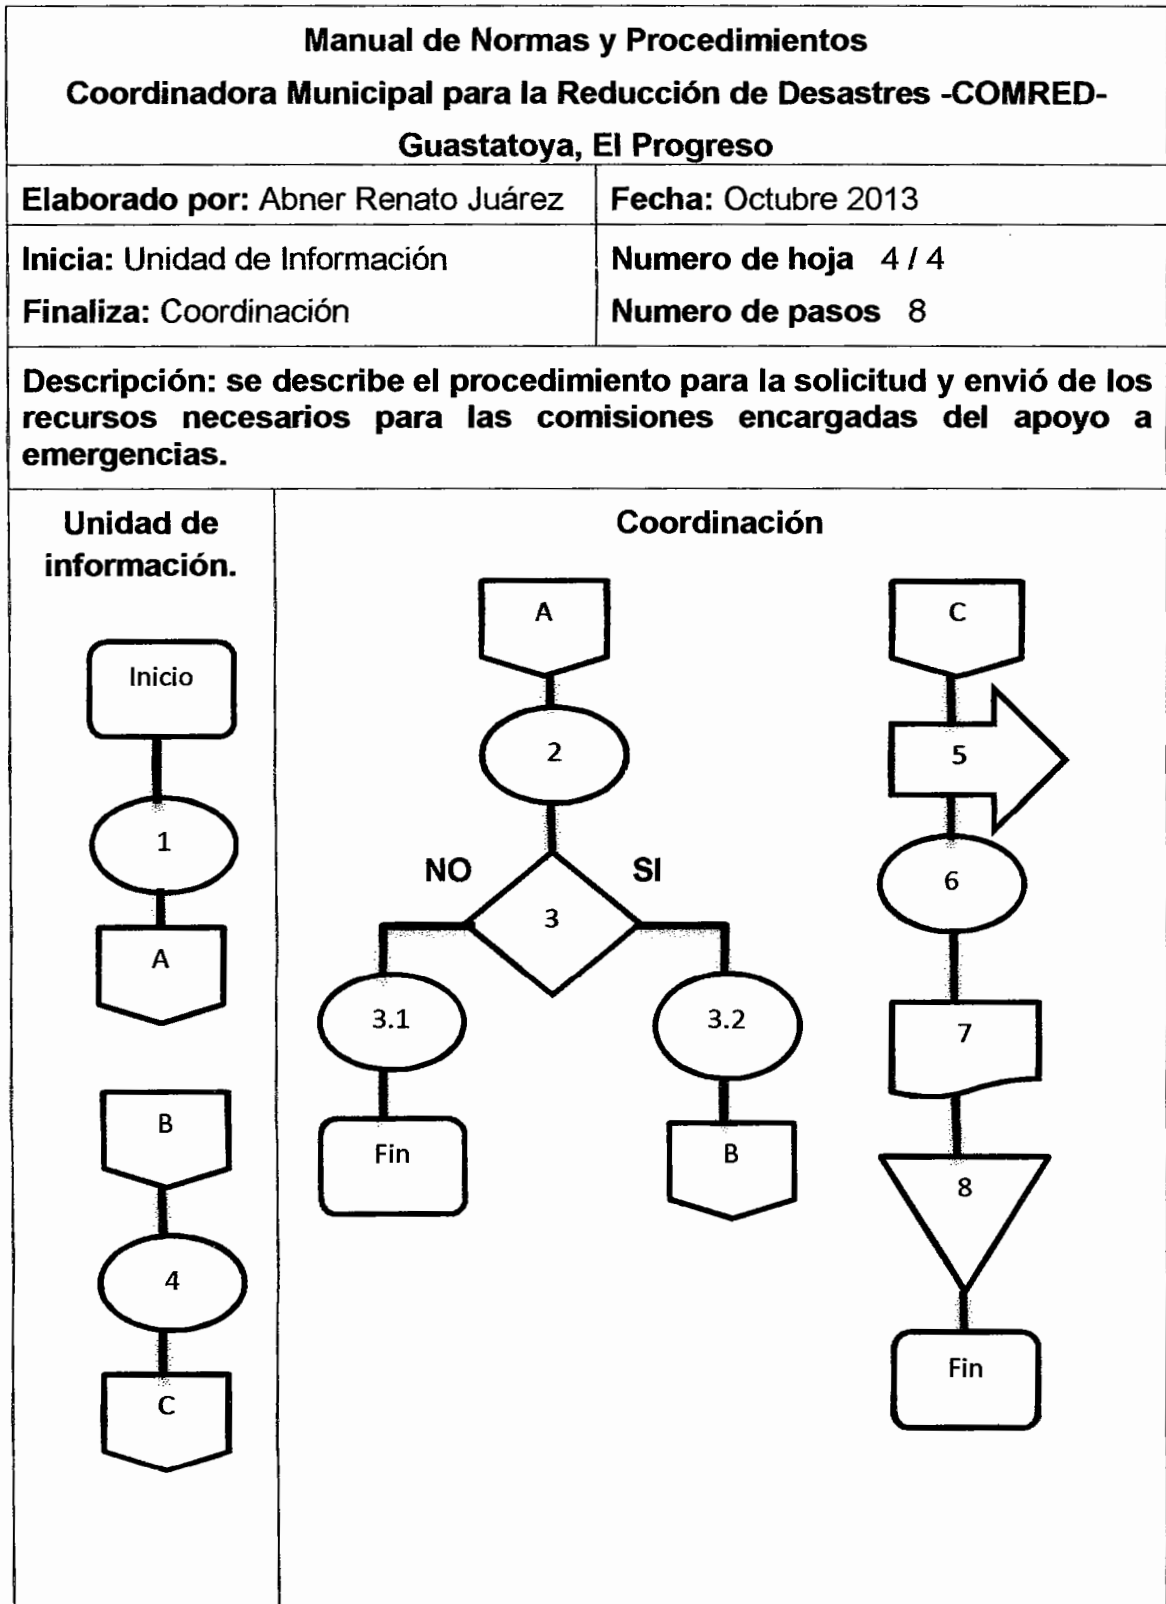 Manual de Normas y Procedimientos
Coordinadora Municipal para la Reducción de Desastres -COMRED-
Guastatoya, El Progreso
Elaborado por: Abner Renato Juárez
Fecha: Octubre 2013
Inicia: Unidad de Información
Finaliza: Coordinación
Numero de hoja 4 / 4
Numero de pasos 8
Descripción: se describe el procedimiento para la solicitud y envió de los
recursos necesarios para las comisiones encargadas del apoyo a
emergencias.
Unidad de
información.
Inicio
1
A
B
4
C
Coordinación
A
2
NO
SI
3
3.1
3.2
Fin
B
C
5
6
7
8
Fin